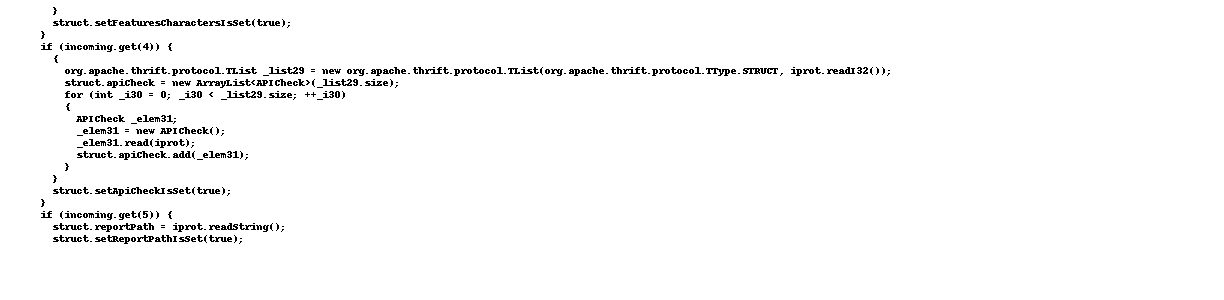 }
struct.setFeaturesCharactersIsSet(true);
}
if (incoming.get(4)) {
{
org.apache.thrift.protocol.TList _list29 = new org.apache.thrift.protocol.TList(org.apache.thrift.protocol.TType.STRUCT, iprot.readI32());
struct.apiCheck = new ArrayList<APICheck>(_list29.size);
for (int _i30 = 0; _i30 < _list29.size; ++_i30)
{
APICheck _elem31;
_elem31 = new APICheck();
_elem31.read(iprot);
struct.apiCheck.add(_elem31);
}
}
struct.setApiCheckIsSet(true);
}
if (incoming.get(5)) {
struct.reportPath = iprot.readString();
struct.setReportPathIsSet(true);